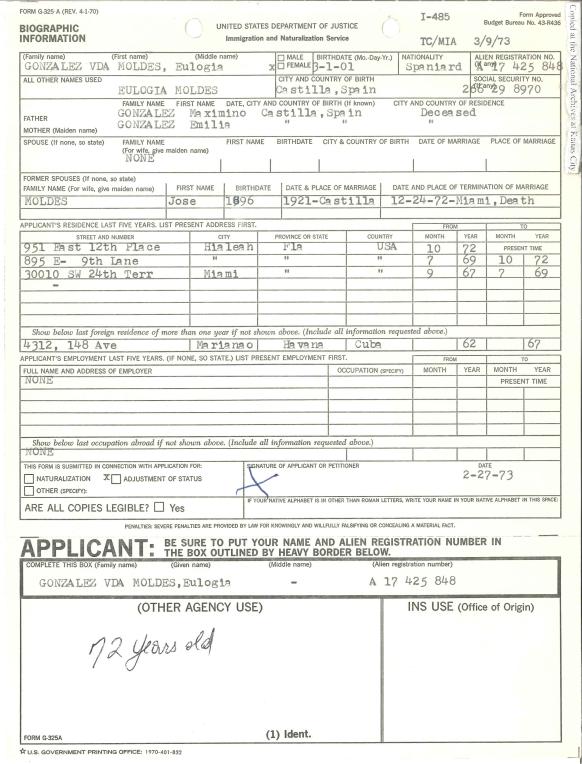 FORM G-325 A (REV. 4-1-70)
BIOGRAPHIC
INFORMATION
UNITED STATES DEPARTMENT OF JUSTICE
Immigration and Naturalization Service
I-485
TC/MIA 3/9/73
Form Approved
Budget Bureau No. 43-R436
Copied at the National Archives at Kansas City
(Family name) (First name) (Middle name) MALE BIRTHDATE (Mo.-Day-Yr.) NATIONALITY ALIEN REGISTRATION NO.
GONZALEZ VDA MOLDES, Eulogia x FEMALE 3-1-01 Spaniard (If any) A 17 425 848
ALL OTHER NAMES USED CITY AND COUNTRY OF BIRTH SOCIAL SECURITY NO.
EULOGIA MOLDES Castilla,Spain (If any) 266 29 8970
FAMILY NAME FIRST NAME DATE, CITY AND COUNTRY OF BIRTH (If known) CITY AND COUNTRY OF RESIDENCE
FATHER GONZALEZ Maximino Castilla,Spain Deceased
MOTHER (Maiden name) GONZALEZ Emilia " " "
SPOUSE (If none, so state) FAMILY NAME FIRST NAME BIRTHDATE CITY & COUNTRY OF BIRTH DATE OF MARRIAGE PLACE OF MARRIAGE
(For wife, give maiden name)
NONE
FORMER SPOUSES (If none, so state)
FAMILY NAME (For wife, give maiden name) FIRST NAME BIRTHDATE DATE & PLACE OF MARRIAGE DATE AND PLACE OF TERMINATION OF MARRIAGE
MOLDES Jose 1896 1921-Castilla 12-24-72-Miami,Death
APPLICANT'S RESIDENCE LAST FIVE YEARS. LIST PRESENT ADDRESS FIRST. FROM TO
STREET AND NUMBER CITY PROVINCE OR STATE COUNTRY MONTH YEAR MONTH YEAR
951 East 12th Place Hialeah Fla USA 10 72 PRESENT TIME
895 E- 9th Lane " " " 7 69 10 72
30010 SW 24th Terr Miami " " 9 67 7 69
-
Show below last foreign residence of more than one year if not shown above. (Include all information requested above.)
4312, 148 Ave Marianao Havana Cuba 62 67
APPLICANT'S EMPLOYMENT LAST FIVE YEARS. (IF NONE, SO STATE.) LIST PRESENT EMPLOYMENT FIRST. FROM TO
FULL NAME AND ADDRESS OF EMPLOYER OCCUPATION (SPECIFY) MONTH YEAR MONTH YEAR
NONE PRESENT TIME
Show below last occupation abroad if not shown above. (Include all information requested above.)
NONE
THIS FORM IS SUBMITTED IN CONNECTION WITH APPLICATION FOR: SIGNATURE OF APPLICANT OR PETITIONER DATE
NATURALIZATION X ADJUSTMENT OF STATUS X 2-27-73
OTHER (SPECIFY):
ARE ALL COPIES LEGIBLE? Yes IF YOUR NATIVE ALPHABET IS IN OTHER THAN ROMAN LETTERS, WRITE YOUR NAME IN YOUR NATIVE ALPHABET IN THIS SPACE:
PENALTIES: SEVERE PENALTIES ARE PROVIDED BY LAW FOR KNOWINGLY AND WILLFULLY FALSIFYING OR CONCEALING A MATERIAL FACT.
APPLICANT: BE SURE TO PUT YOUR NAME AND ALIEN REGISTRATION NUMBER IN
THE BOX OUTLINED BY HEAVY BORDER BELOW.
COMPLETE THIS BOX (Family name) (Given name) (Middle name) (Alien registration number)
GONZALEZ VDA MOLDES,Eulogia - A 17 425 848
(OTHER AGENCY USE) INS USE (Office of Origin)
72 years old
(1) Ident.
FORM G-325A
☆ U.S. GOVERNMENT PRINTING OFFICE: 1970-401-832